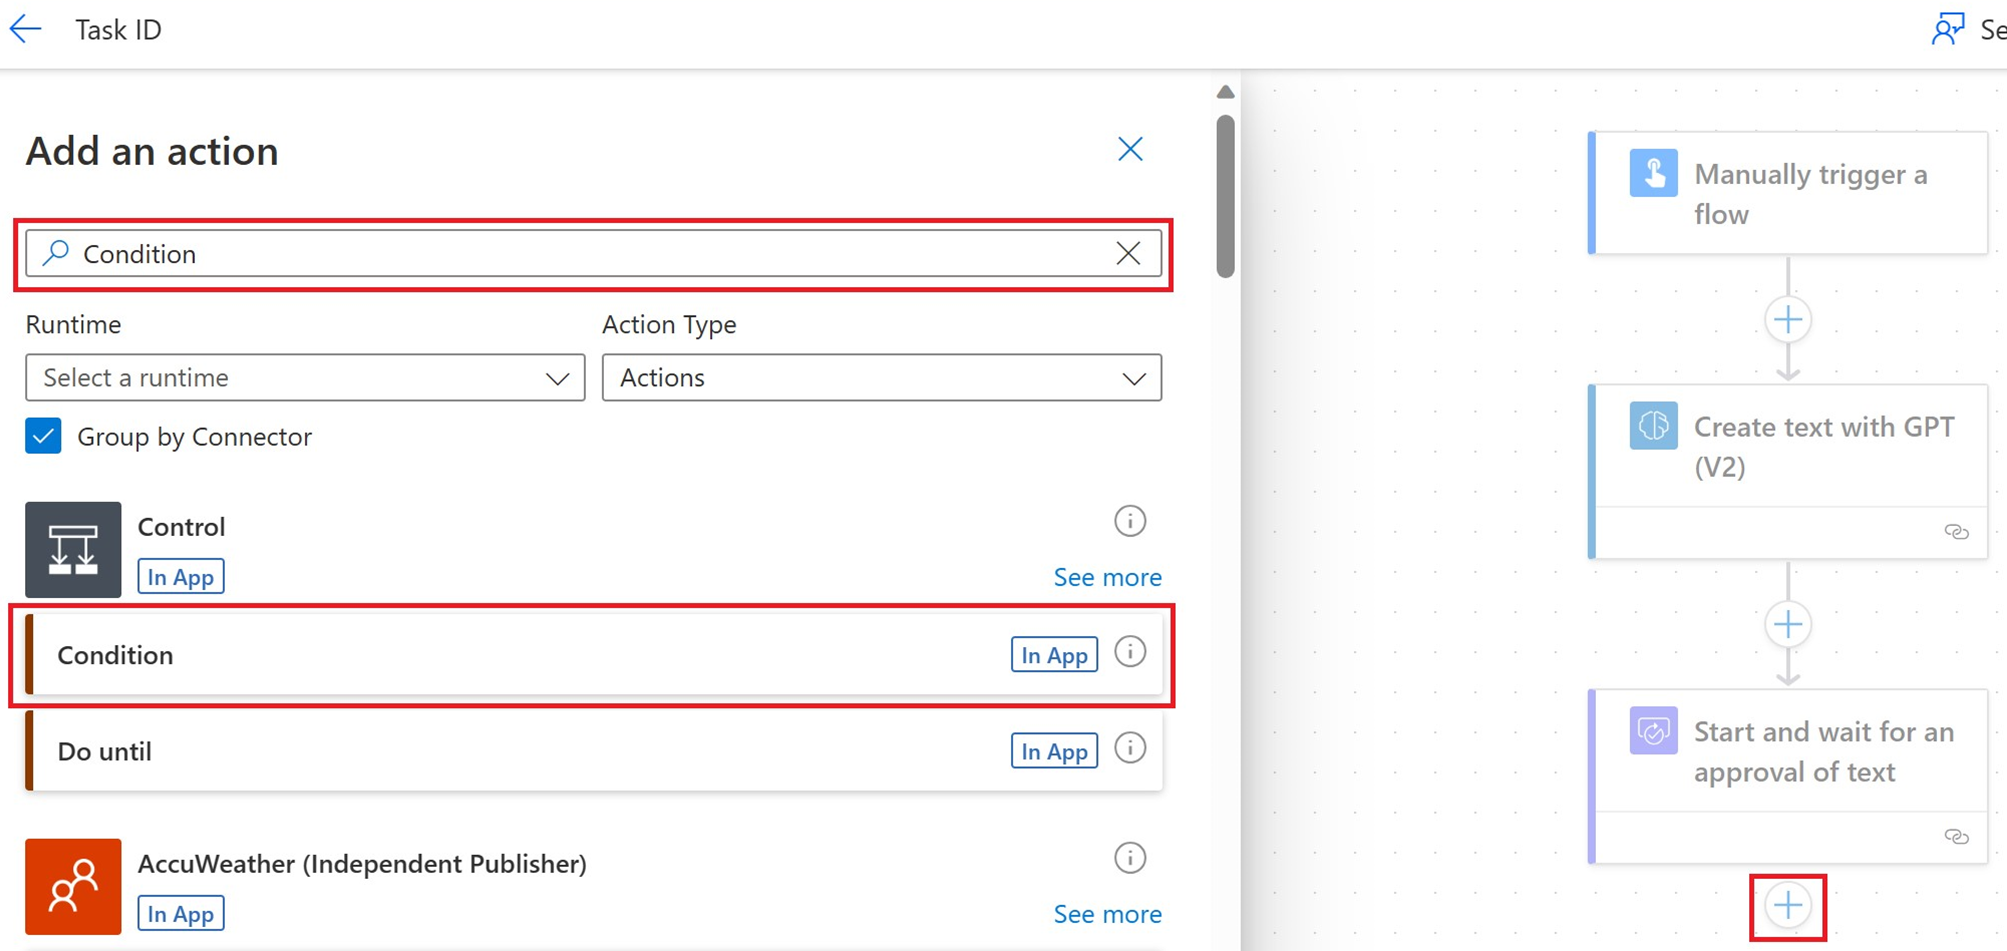 Task ID
Se
Add an action
Condition
Runtime
Action Type
Select a runtime
Actions
Group by Connector
Control
In App
See more
Condition
In App
Do until
In App
AccuWeather (Independent Publisher)
In App
See more
Manually trigger a
flow
Create text with GPT
(V2)
Start and wait for an
approval of text